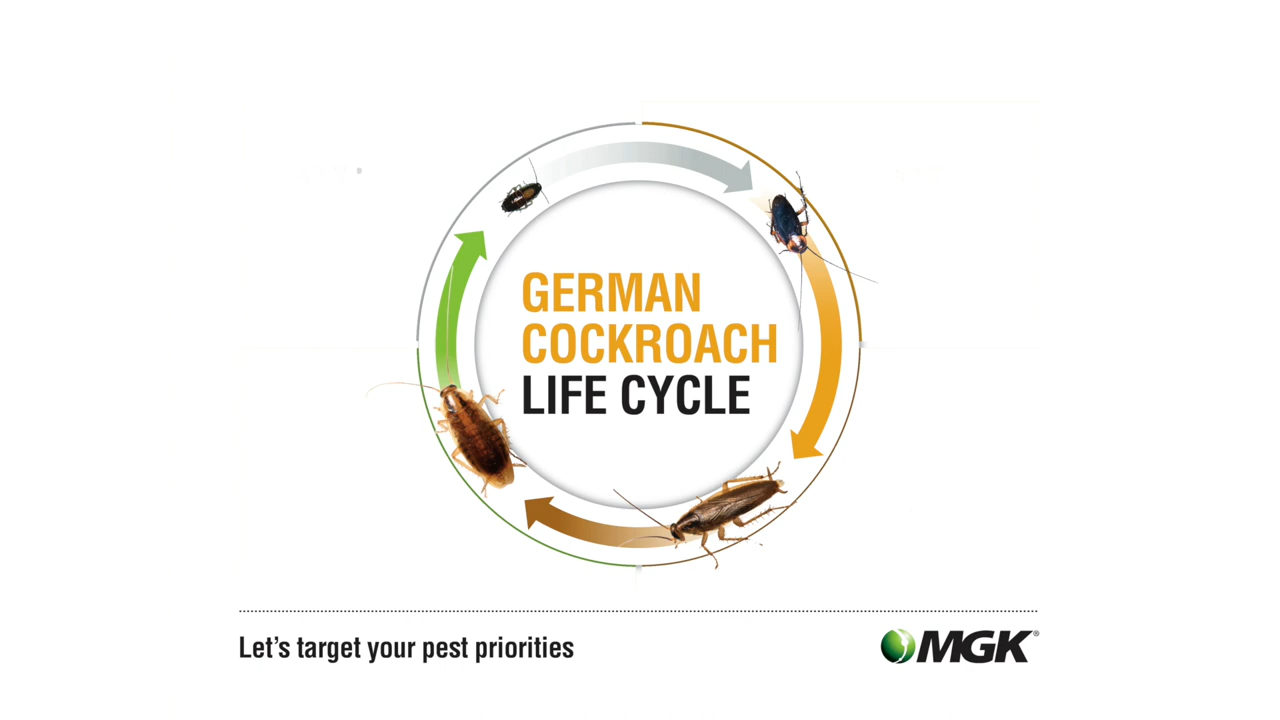 GERMAN
COCKROACH
LIFE CYCLE
Let's target your pest priorities
MGK®